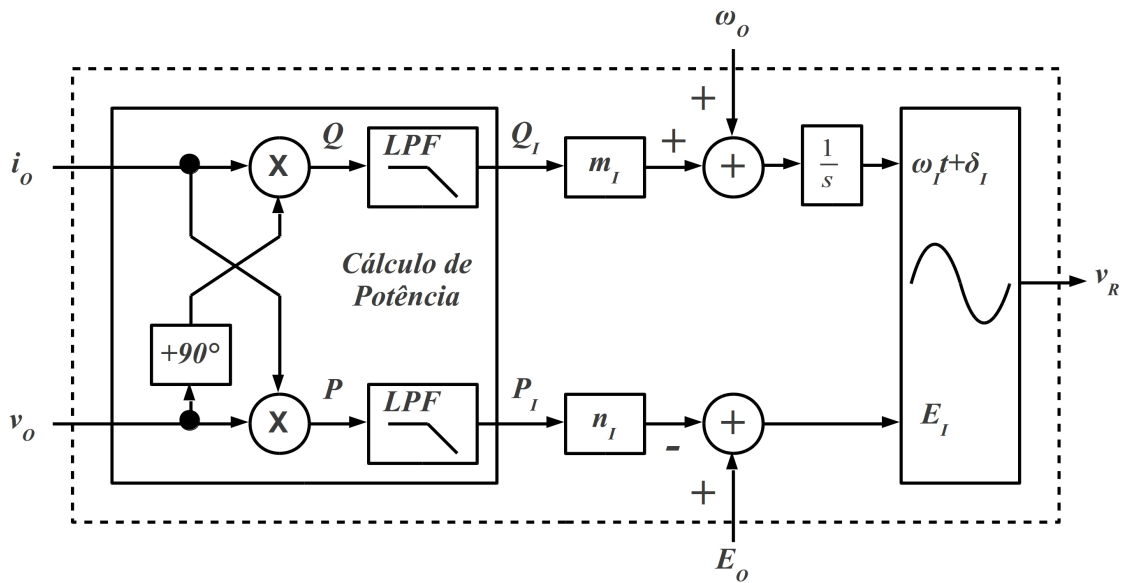 ω_O
+
i_O
X
Q
LPF
Q_I
m_I
+
+
1/s
ω_I t+δ_I
Cálculo de
Potência
v_R
+90°
v_O
X
P
LPF
P_I
n_I
-
+
E_I
+
E_O